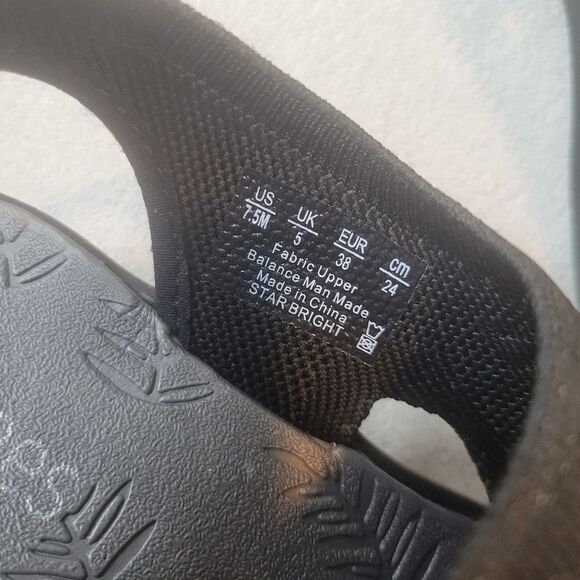 US UK EUR cm
7.5M 5 38 24
Fabric Upper
Balance Man Made
Made in China
STAR BRIGHT